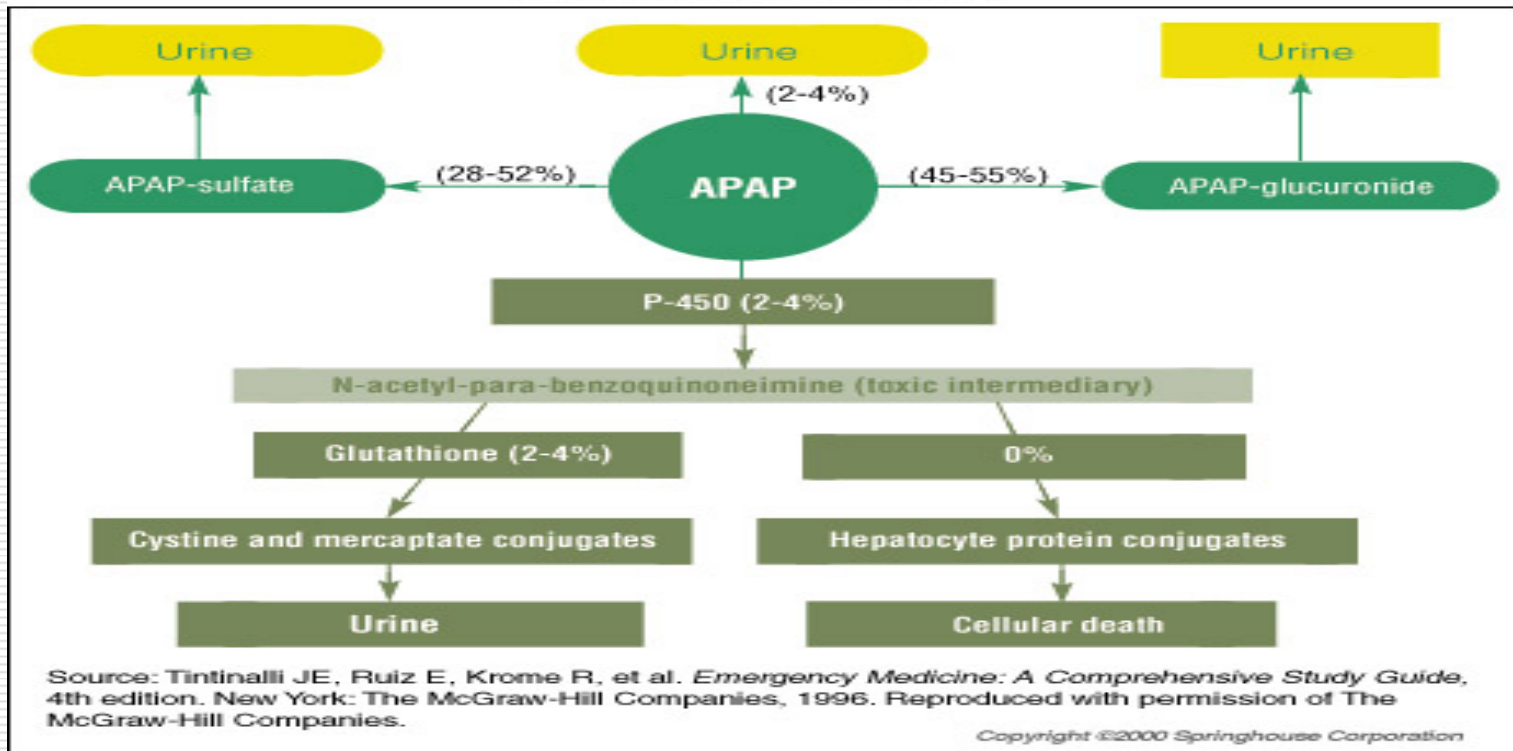 Urine
Urine
Urine
(2-4%)
APAP-sulfate
(28-52%)
APAP
(45-55%)
APAP-glucuronide
P-450 (2-4%)
N-acetyl-para-benzoquinoneimine (toxic intermediary)
Glutathione (2-4%)
0%
Cystine and mercaptate conjugates
Hepatocyte protein conjugates
Urine
Cellular death
Source: Tintinalli JE, Ruiz E, Krome R, et al. Emergency Medicine: A Comprehensive Study Guide,
4th edition. New York: The McGraw-Hill Companies, 1996. Reproduced with permission of The
McGraw-Hill Companies.
Copyright ©2000 Springhouse Corporation